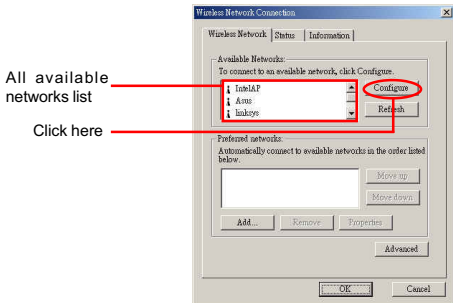 Wireless Network Connection
Wireless Network Status Information
Available Networks:
To connect to an available network, click Configure.
All available
networks list
IntelAP
Asus
linksys
Configure
Refresh
Click here
Preferred networks:
Automatically connect to available networks in the order listed
below.
Move up
Move down
Add... Remove Properties
Advanced
OK Cancel